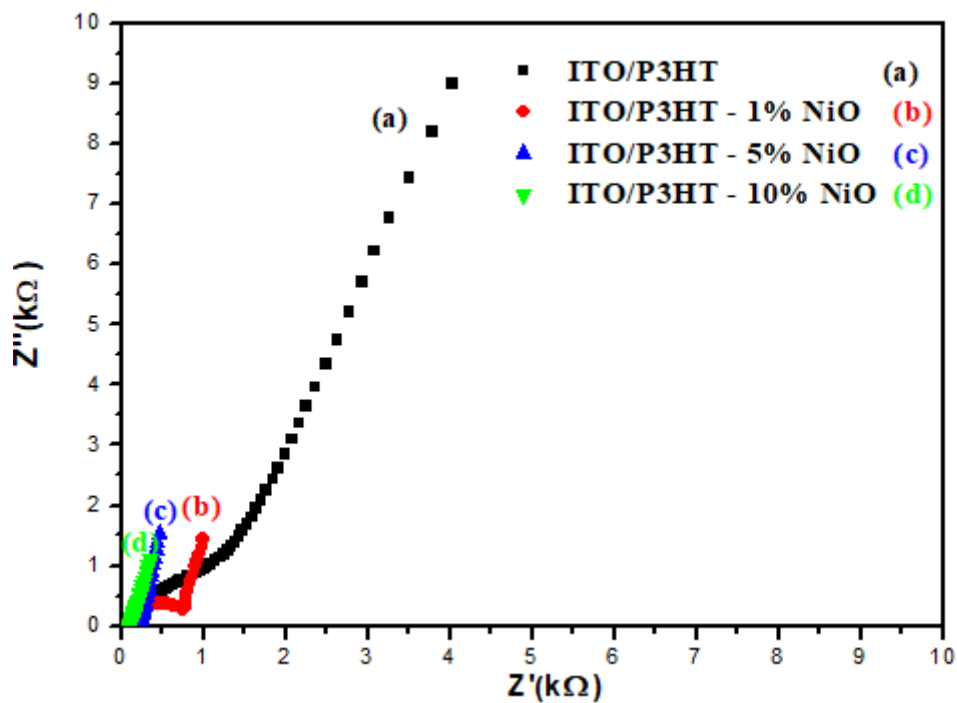 10
9
8
7
6
5
4
3
2
1
0
Z''(kΩ)
ITO/P3HT (a)
ITO/P3HT - 1% NiO (b)
ITO/P3HT - 5% NiO (c)
ITO/P3HT - 10% NiO (d)
(a)
(c) (b)
(d)
0 1 2 3 4 5 6 7 8 9 10
Z'(kΩ)